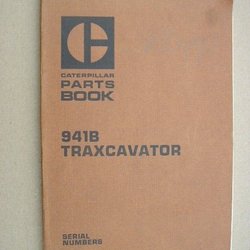 CATERPILLAR
PARTS
BOOK
941B
TRAXCAVATOR
SERIAL
NUMBERS